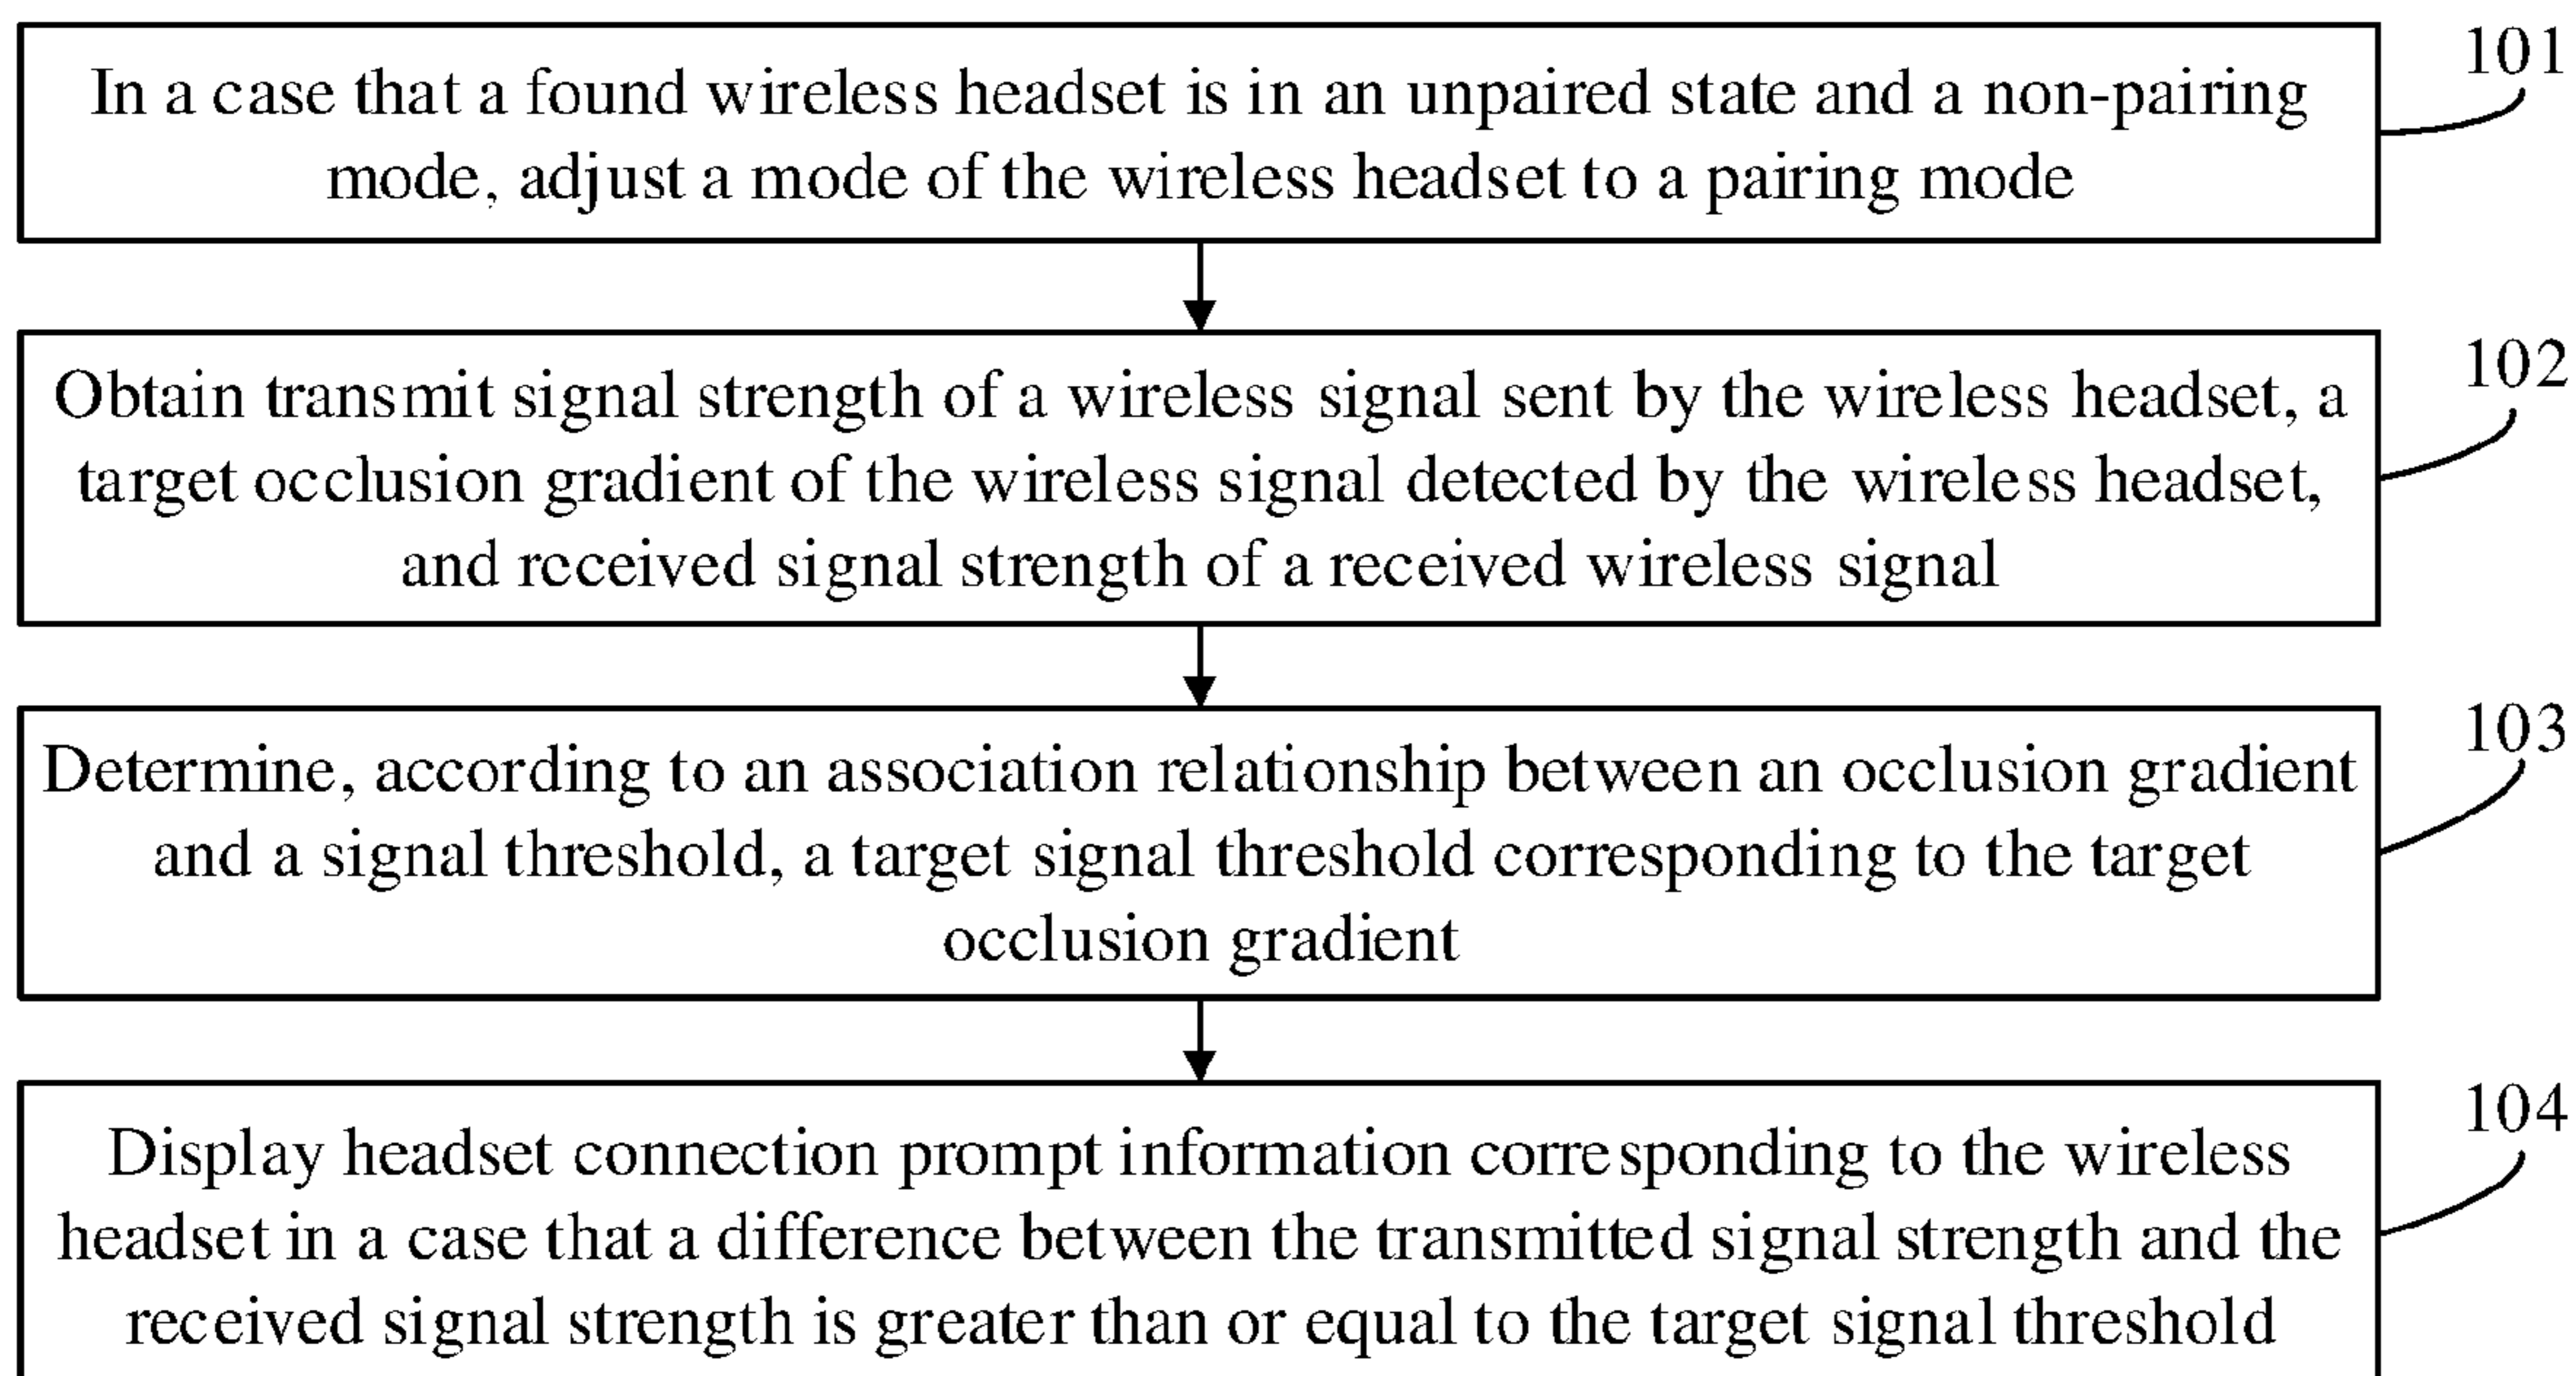 101
In a case that a found wireless headset is in an unpaired state and a non-pairing
mode, adjust a mode of the wireless headset to a pairing mode
102
Obtain transmit signal strength of a wireless signal sent by the wireless headset, a
target occlusion gradient of the wireless signal detected by the wireless headset,
and received signal strength of a received wireless signal
103
Determine, according to an association relationship between an occlusion gradient
and a signal threshold, a target signal threshold corresponding to the target
occlusion gradient
104
Display headset connection prompt information corresponding to the wireless
headset in a case that a difference between the transmitted signal strength and the
received signal strength is greater than or equal to the target signal threshold